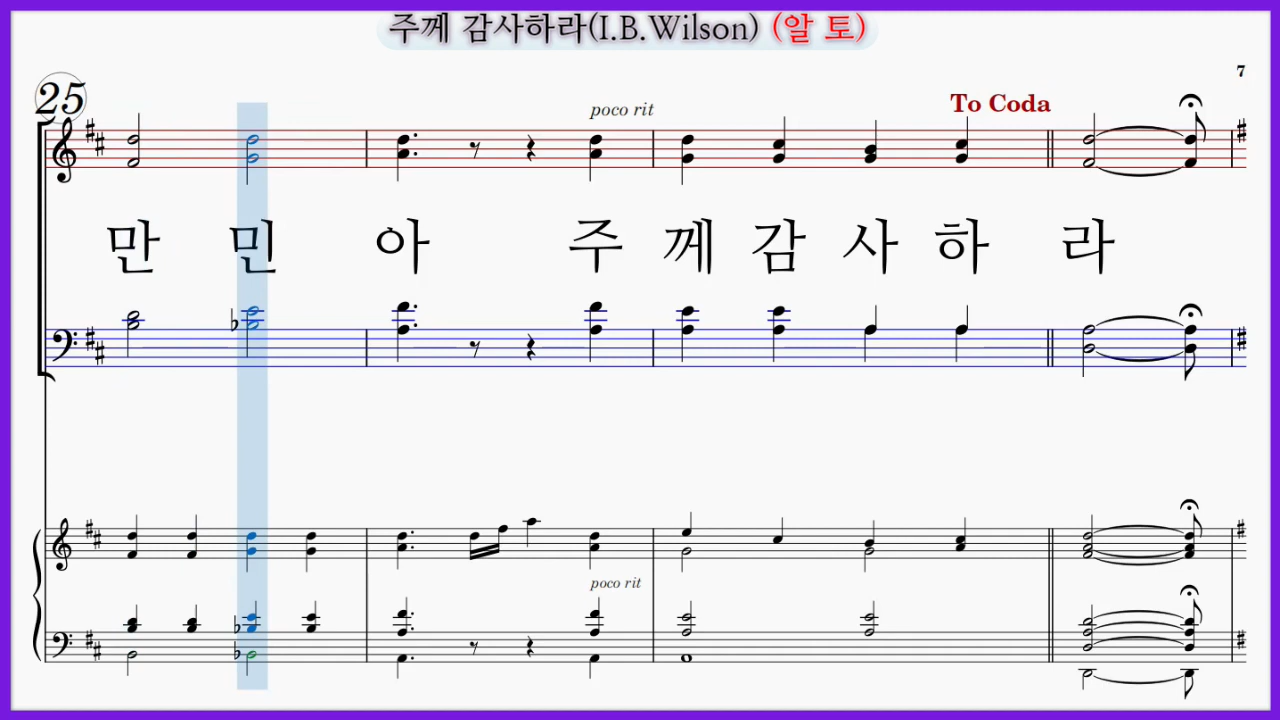 주께 감사하라(I.B.Wilson) (알 토)
7
25
poco rit
To Coda
만 민 아 주 께 감 사 하 라
poco rit